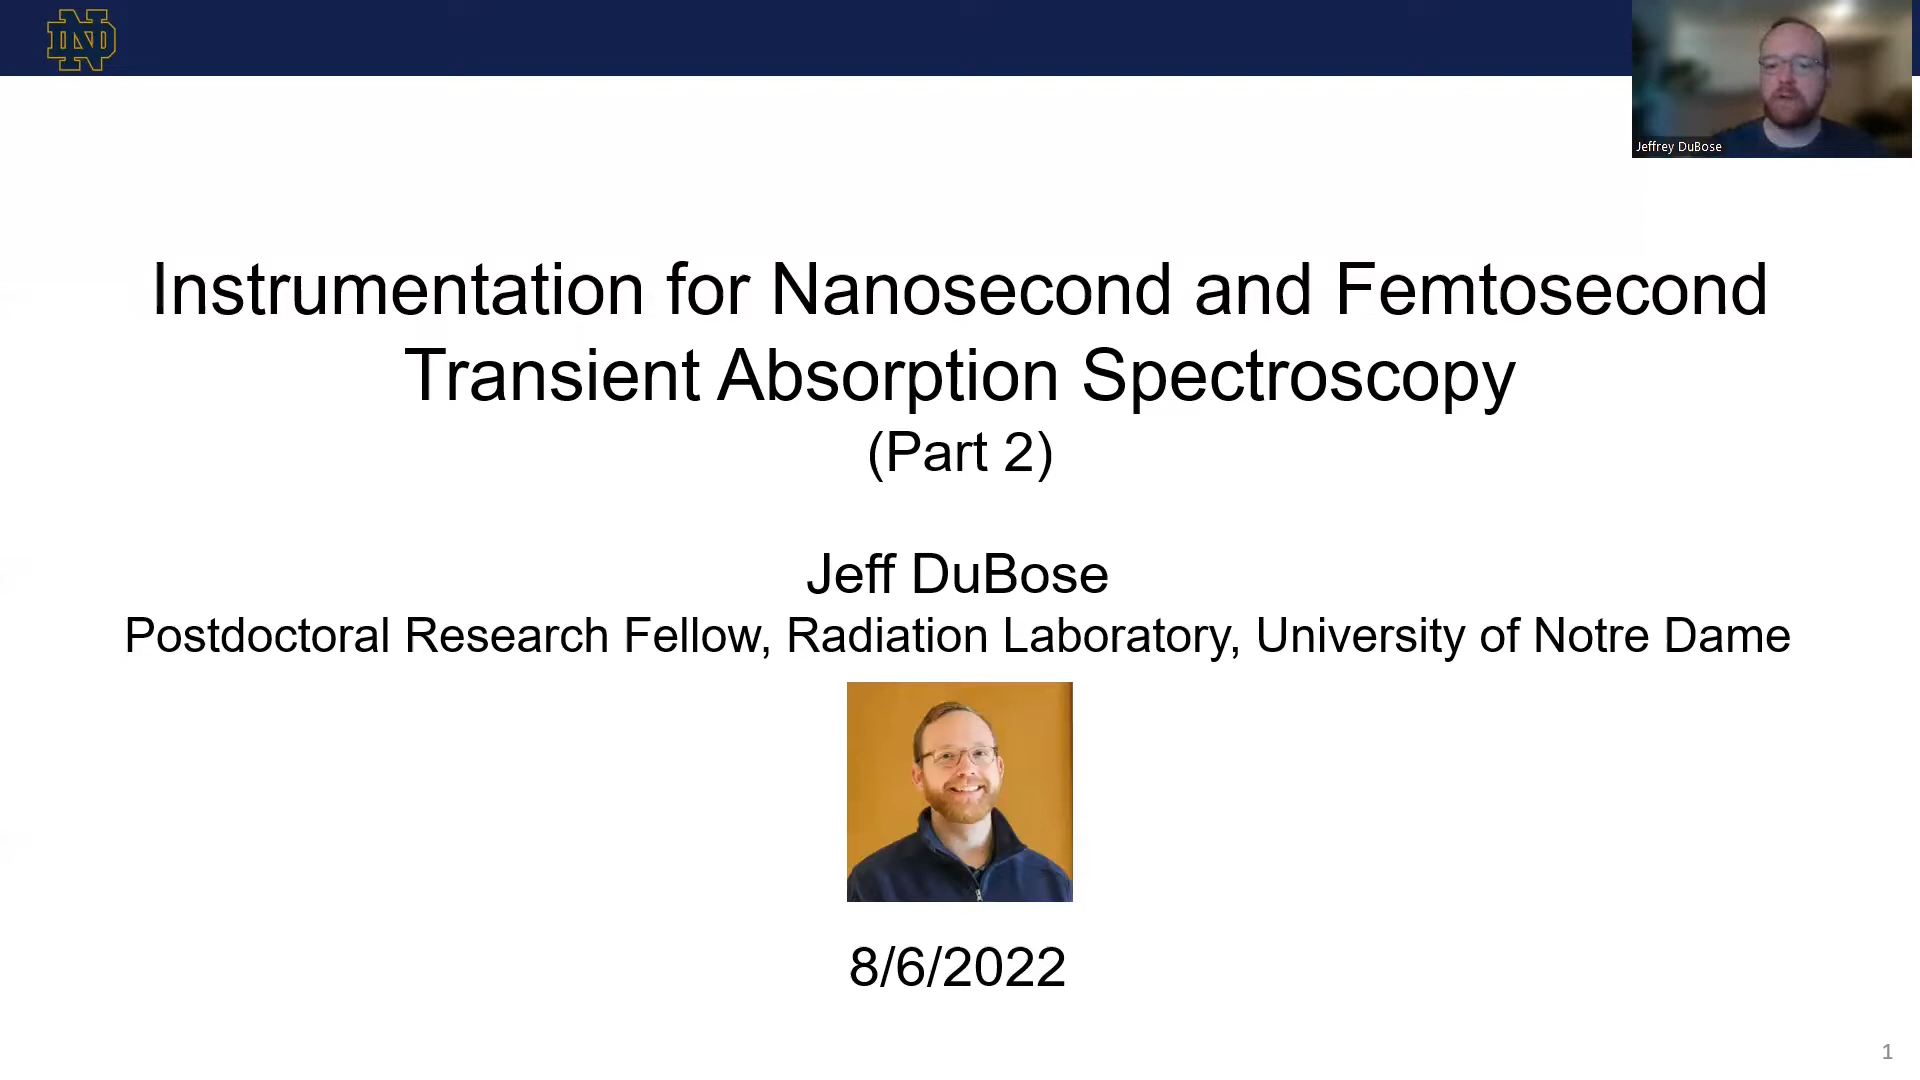 ND
Jeffrey DuBose
Instrumentation for Nanosecond and Femtosecond
Transient Absorption Spectroscopy
(Part 2)
Jeff DuBose
Postdoctoral Research Fellow, Radiation Laboratory, University of Notre Dame
8/6/2022
1